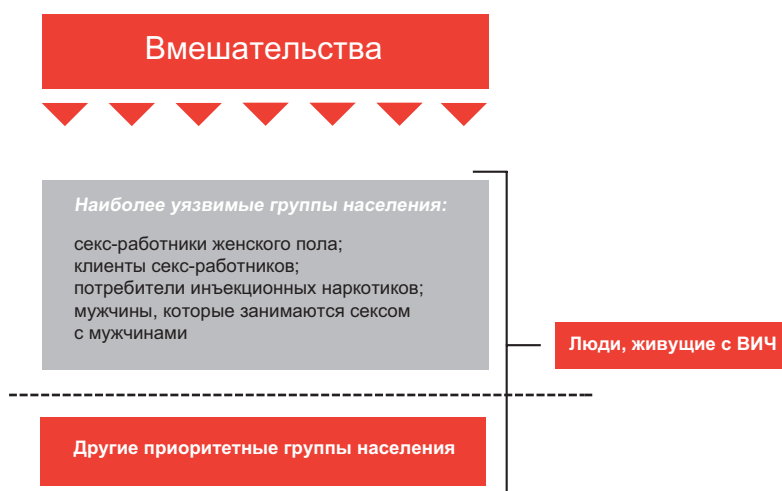 Вмешательства
Наиболее уязвимые группы населения:
секс-работники женского пола;
клиенты секс-работников;
потребители инъекционных наркотиков;
мужчины, которые занимаются сексом
с мужчинами
Люди, живущие с ВИЧ
Другие приоритетные группы населения